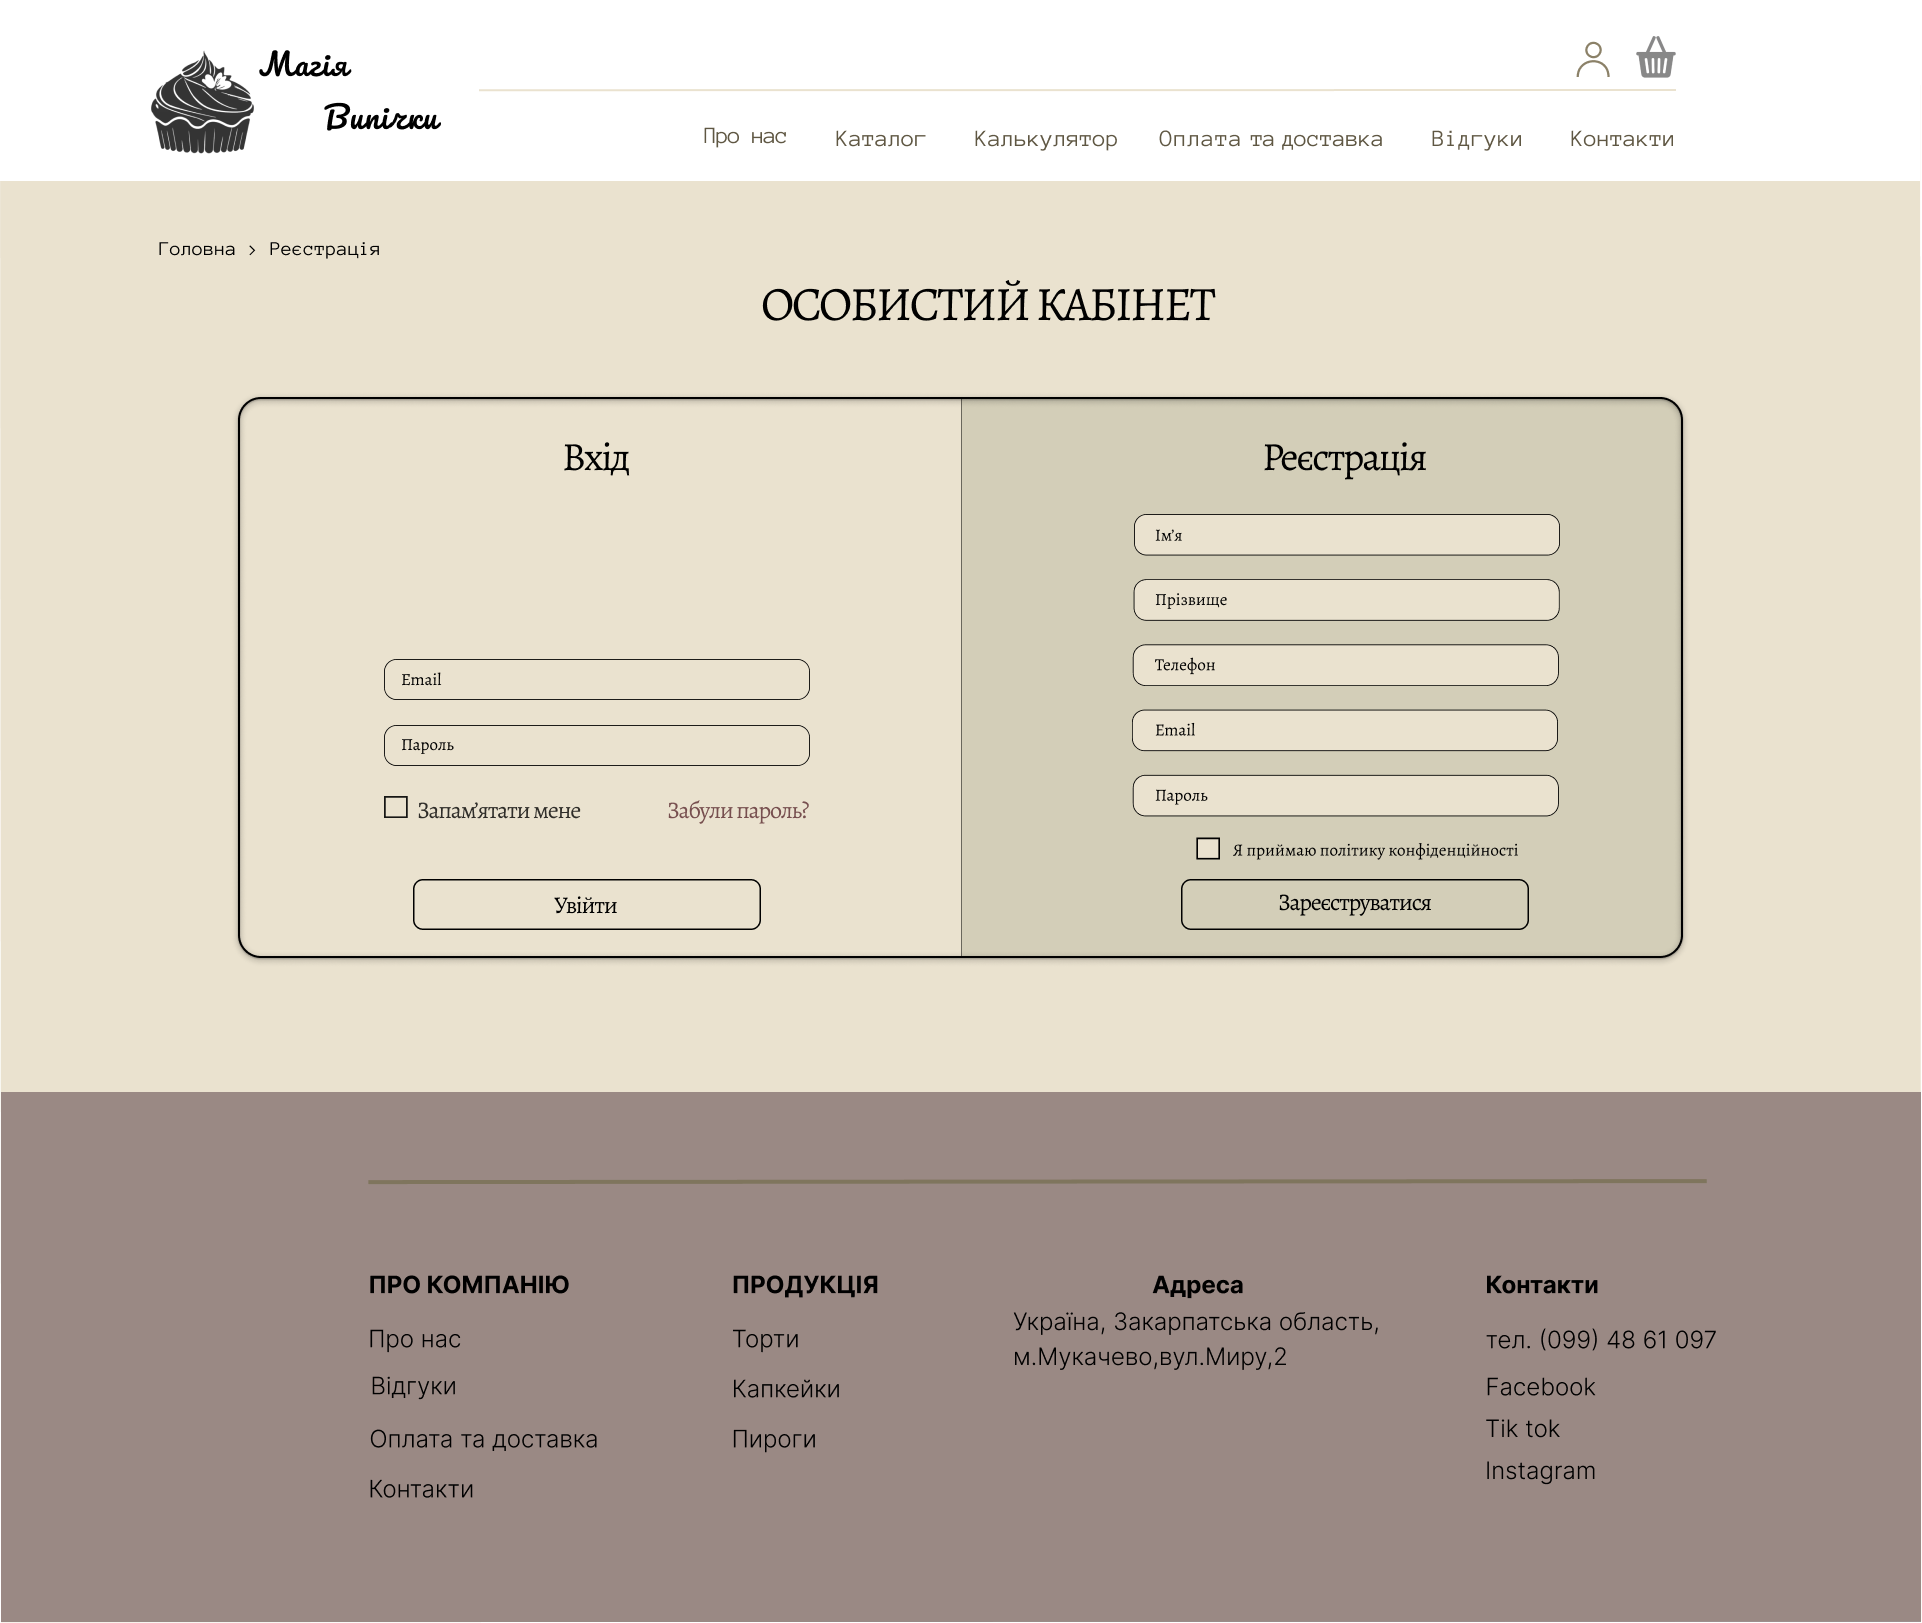 Магія
Випічки
Про нас
Каталог
Калькулятор
Оплата та доставка
Відгуки
Контакти
Головна > Реєстрація
ОСОБИСТИЙ КАБІНЕТ
Вхід
Email
Пароль
Запам’ятати мене
Забули пароль?
Увійти
Реєстрація
Ім’я
Прізвище
Телефон
Email
Пароль
Я приймаю політику конфіденційності
Зареєструватися
ПРО КОМПАНІЮ
Про нас
Відгуки
Оплата та доставка
Контакти
ПРОДУКЦІЯ
Торти
Капкейки
Пироги
Адреса
Україна, Закарпатська область,
м.Мукачево,вул.Миру,2
Контакти
тел. (099) 48 61 097
Facebook
Tik tok
Instagram